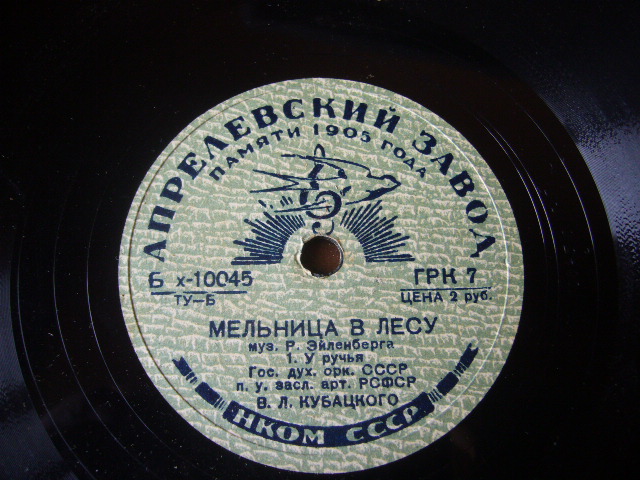 АПРЕЛЕВСКИЙ ЗАВОД
ПАМЯТИ 1905 ГОДА
Б х-10045
ТУ-Б
ГРК 7
ЦЕНА 2 руб.
МЕЛЬНИЦА В ЛЕСУ
муз. Р. Эйленберга
1. У ручья
Гос. дух. орк. СССР
п. у. засл. арт. РСФСР
В. Л. КУБАЦКОГО
НКОМ СССР